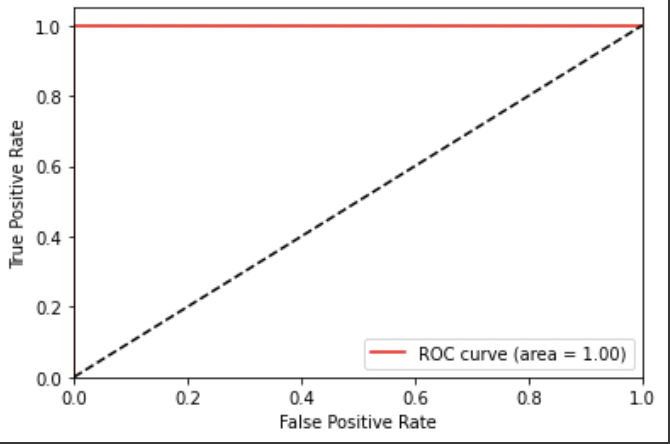 1.0
0.8
0.6
0.4
0.2
0.0
True Positive Rate
ROC curve (area = 1.00)
0.0 0.2 0.4 0.6 0.8 1.0
False Positive Rate